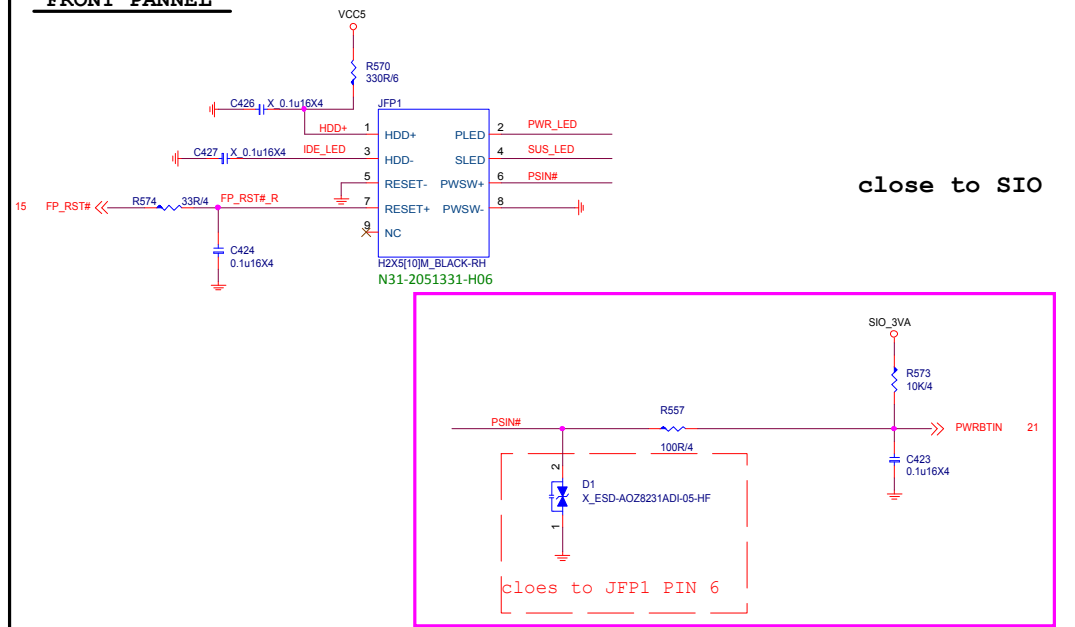 FRONT PANNEL
VCC5
R570
330R/6
C426 X_0.1u16X4
JFP1
HDD+ 1 HDD+ PLED 2 PWR_LED
C427 X_0.1u16X4 IDE_LED 3 HDD- SLED 4 SUS_LED
5 RESET- PWSW+ 6 PSIN#
15 FP_RST# R574 33R/4 FP_RST#_R 7 RESET+ PWSW- 8
9 NC
C424
0.1u16X4
H2X5[10]M_BLACK-RH
N31-2051331-H06
close to SIO
SIO_3VA
R573
10K/4
PSIN# R557 PWRBTIN 21
100R/4
C423
0.1u16X4
2
D1
X_ESD-AOZ8231ADI-05-HF
1
cloes to JFP1 PIN 6